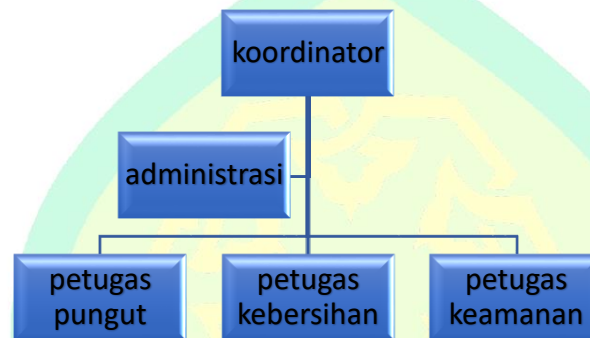 koordinator
administrasi
petugas
pungut
petugas
kebersihan
petugas
keamanan